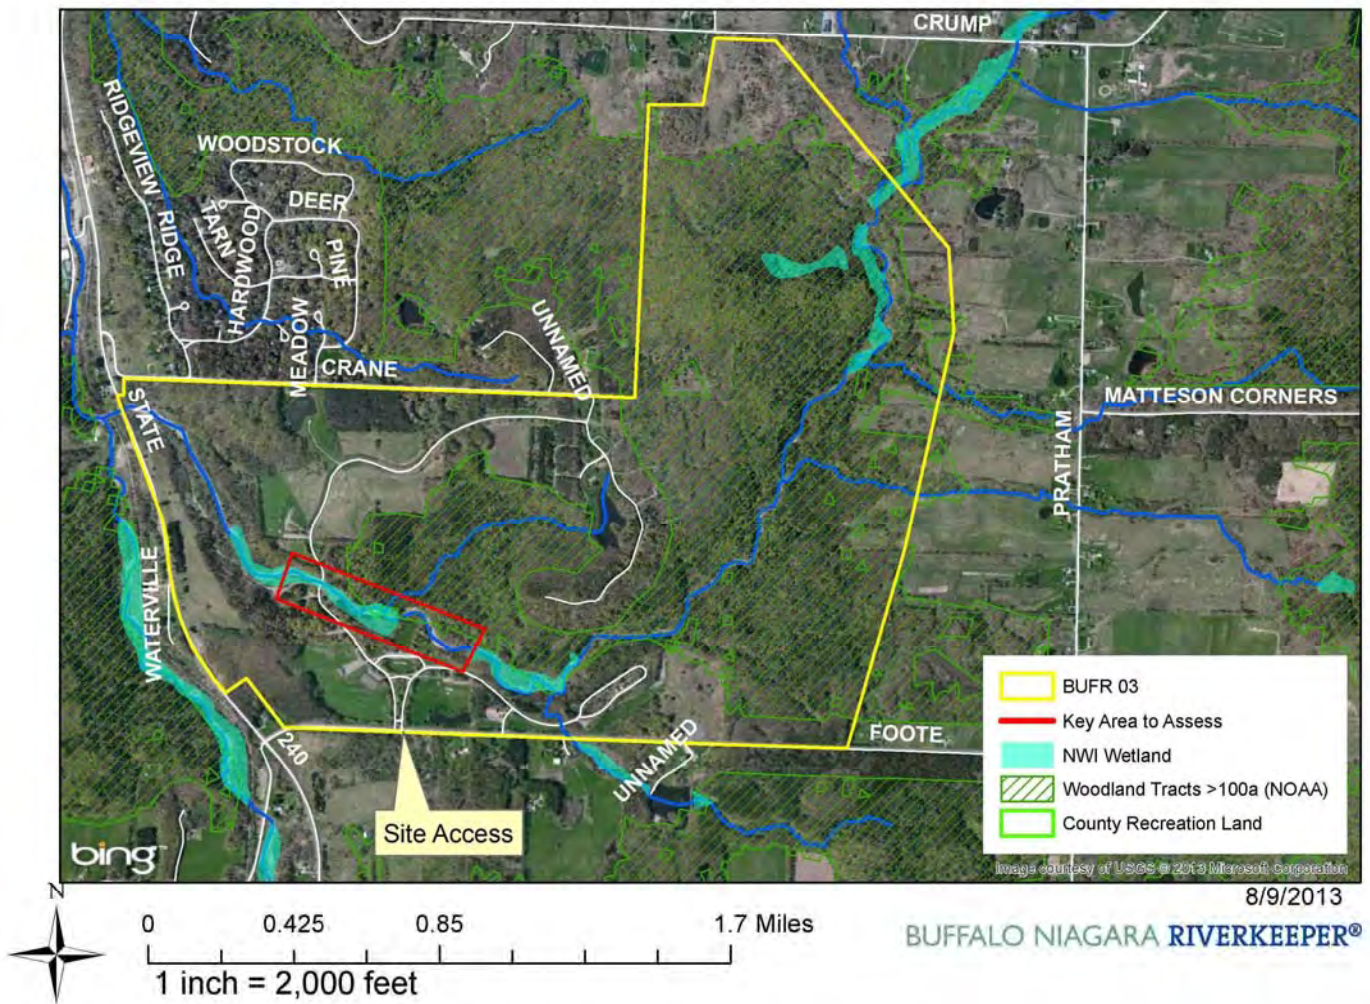 CRUMP
RIDGEVIEW
WOODSTOCK
DEER
TARN
HARDWOOD
PINE
RIDGE
MEADOW
UNNAMED
CRANE
STATE
MATTESON CORNERS
PRATHAM
WATERVILLE
240
UNNAMED
FOOTE
Site Access
BUFR 03
Key Area to Assess
NWI Wetland
Woodland Tracts >100a (NOAA)
County Recreation Land
bing
Image courtesy of USGS © 2013 Microsoft Corporation
8/9/2013
N
0 0.425 0.85 1.7 Miles
1 inch = 2,000 feet
BUFFALO NIAGARA RIVERKEEPER®